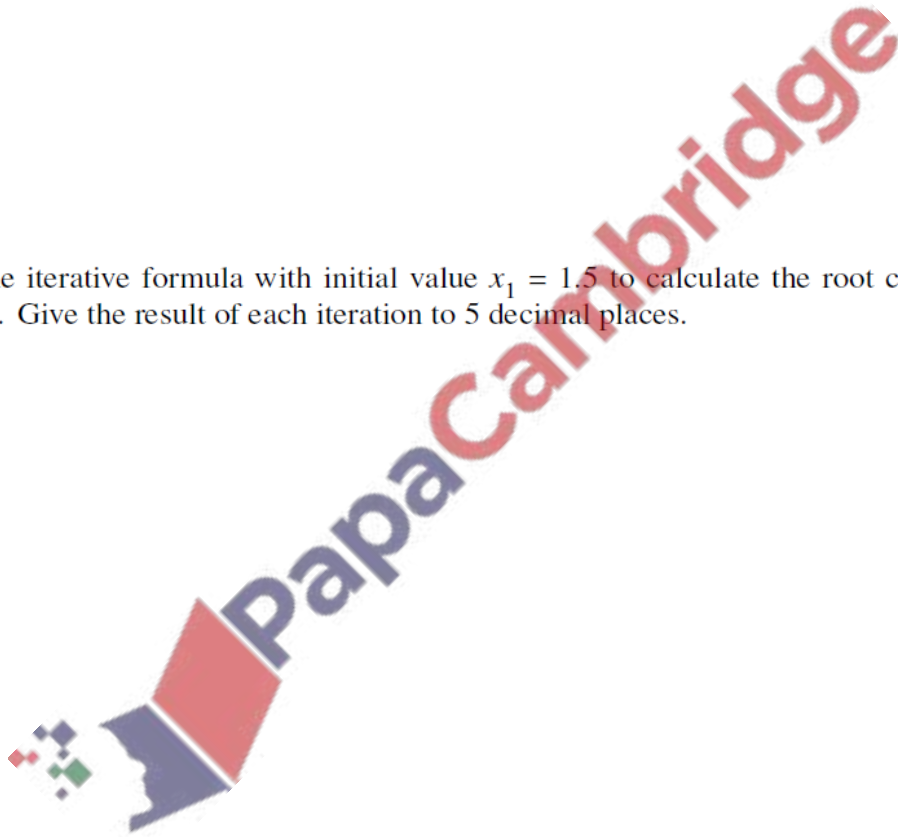 e iterative formula with initial value x₁ = 1.5 to calculate the root c
. Give the result of each iteration to 5 decimal places.
PapaCambridge